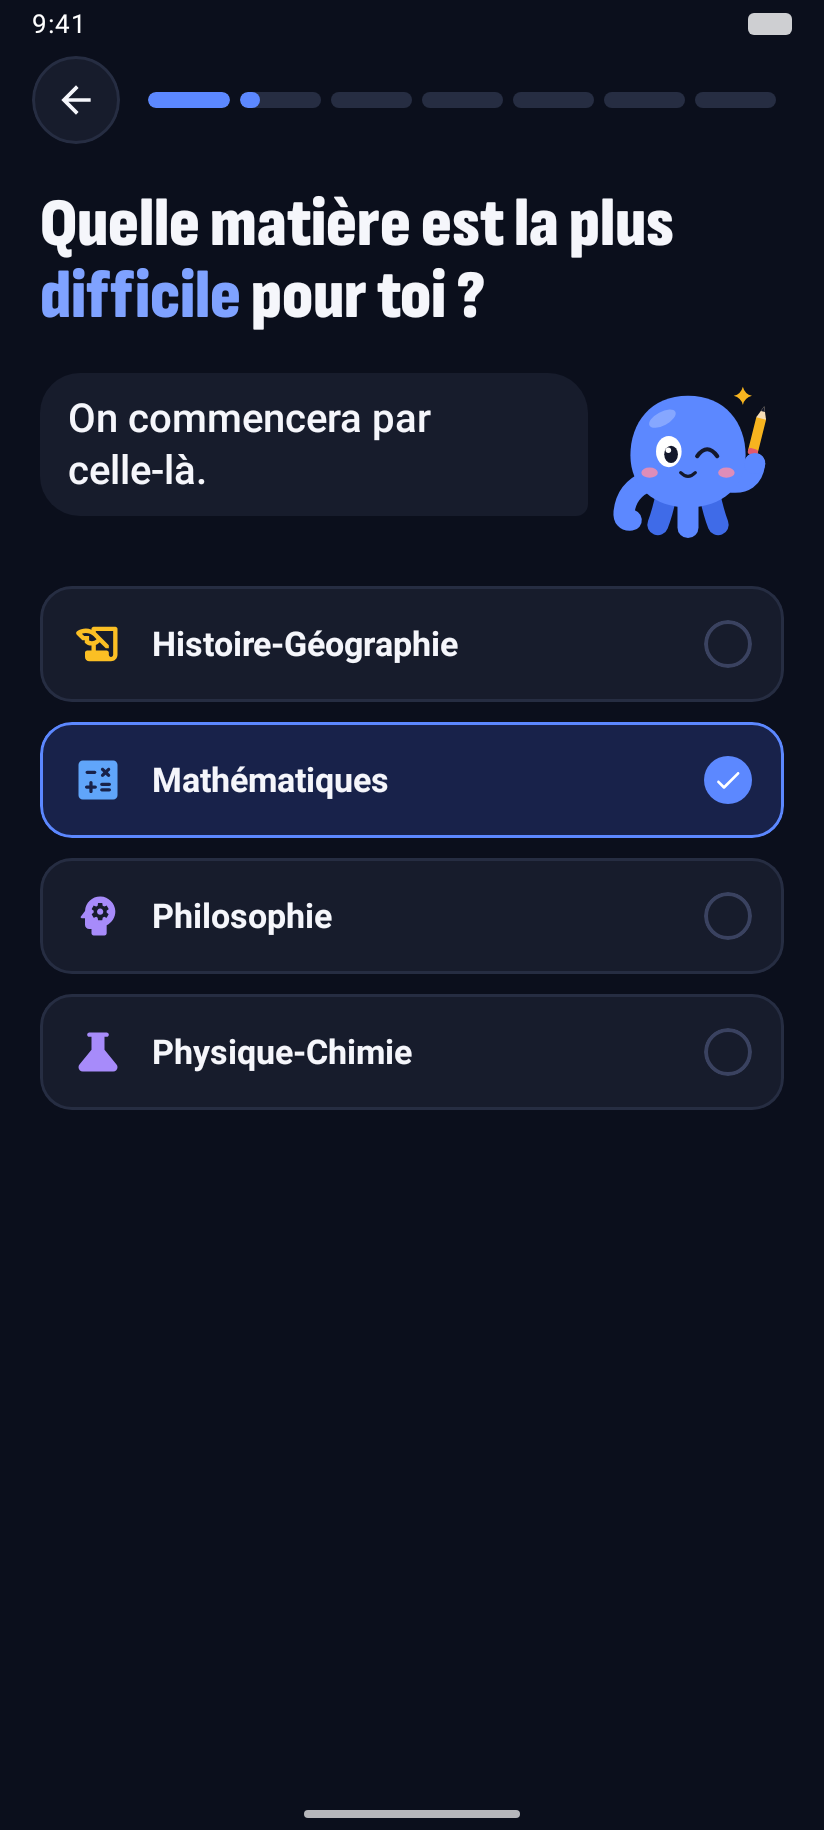 9:41
Quelle matière est la plus
difficile pour toi ?
On commencera par
celle-là.
Histoire-Géographie
Mathématiques
Philosophie
Physique-Chimie